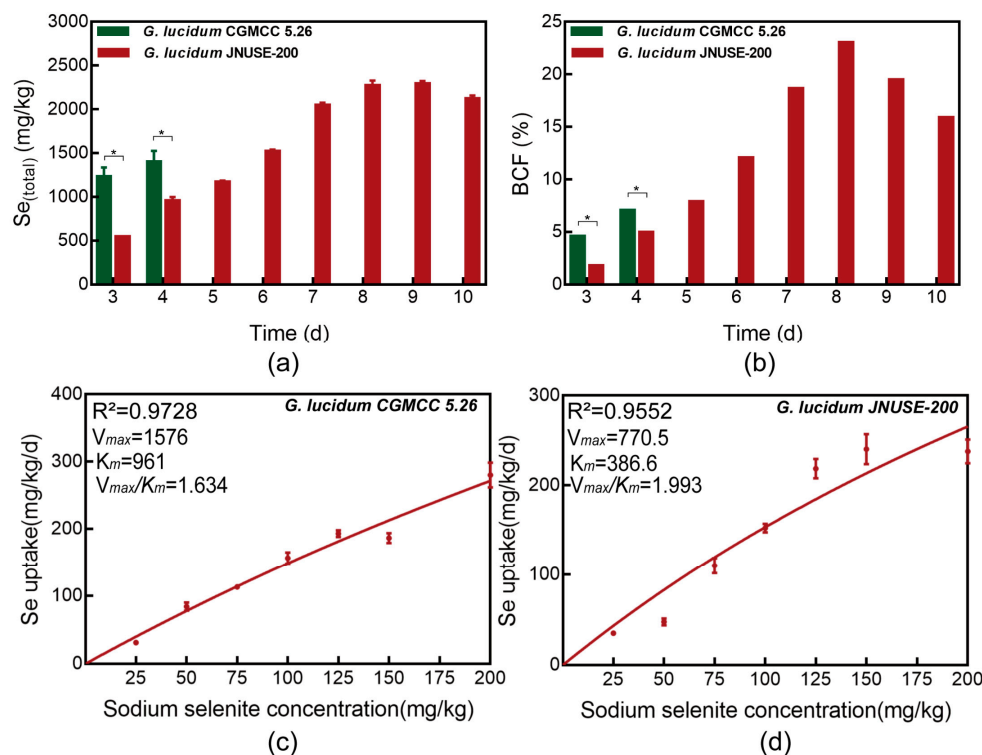 3000
2500
2000
1500
1000
500
0
Se(total) (mg/kg)
G. lucidum CGMCC 5.26
G. lucidum JNUSE-200
*
*
3 4 5 6 7 8 9 10
Time (d)
(a)
25
20
15
10
5
0
BCF (%)
G. lucidum CGMCC 5.26
G. lucidum JNUSE-200
*
*
3 4 5 6 7 8 9 10
Time (d)
(b)
400
300
200
100
0
Se uptake(mg/kg/d)
R²=0.9728
Vmax=1576
Km=961
Vmax/Km=1.634
G. lucidum CGMCC 5.26
25 50 75 100 125 150 200
Sodium selenite concentration(mg/kg)
(c)
300
200
100
0
Se uptake(mg/kg/d)
R²=0.9552
Vmax=770.5
Km=386.6
Vmax/Km=1.993
G. lucidum JNUSE-200
25 50 75 100 125 150 200
Sodium selenite concentration(mg/kg)
(d)